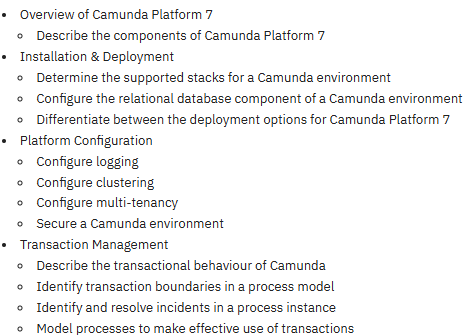 Overview of Camunda Platform 7
Describe the components of Camunda Platform 7
Installation & Deployment
Determine the supported stacks for a Camunda environment
Configure the relational database component of a Camunda environment
Differentiate between the deployment options for Camunda Platform 7
Platform Configuration
Configure logging
Configure clustering
Configure multi-tenancy
Secure a Camunda environment
Transaction Management
Describe the transactional behaviour of Camunda
Identify transaction boundaries in a process model
Identify and resolve incidents in a process instance
Model processes to make effective use of transactions